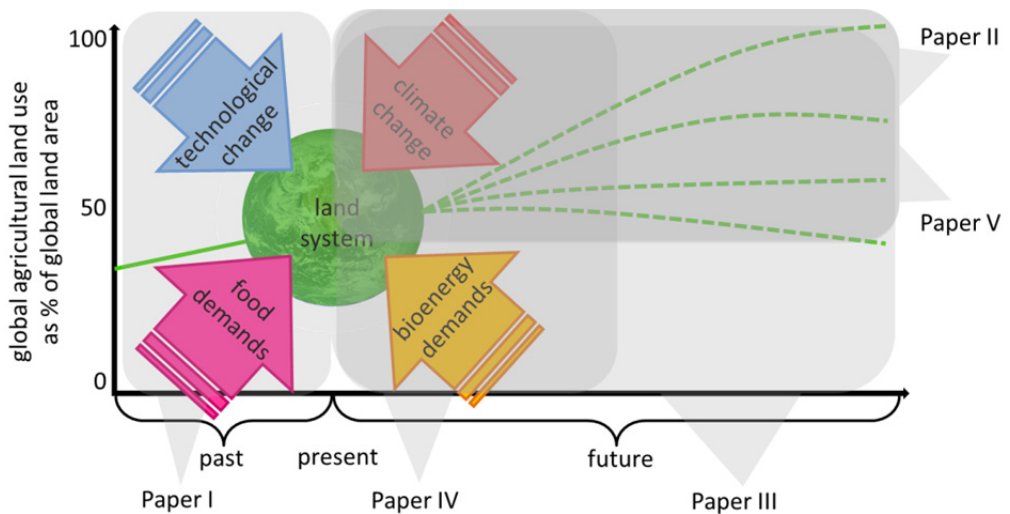 global agricultural land use
as % of global land area
100
50
0
technological
change
climate
change
land
system
food
demands
bioenergy
demands
Paper II
Paper V
past
present
future
Paper I
Paper IV
Paper III